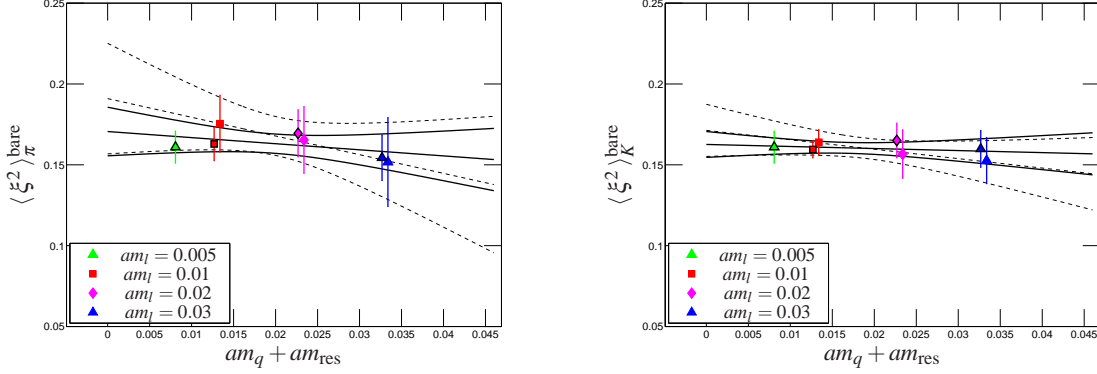 0.25
0.2
0.15
0.1
0.05
⟨ ξ² ⟩π^bare
am_l = 0.005
am_l = 0.01
am_l = 0.02
am_l = 0.03
0 0.005 0.01 0.015 0.02 0.025 0.03 0.035 0.04 0.045
am_q + am_res
0.25
0.2
0.15
0.1
0.05
⟨ ξ² ⟩K^bare
am_l = 0.005
am_l = 0.01
am_l = 0.02
am_l = 0.03
0 0.005 0.01 0.015 0.02 0.025 0.03 0.035 0.04 0.045
am_q + am_res